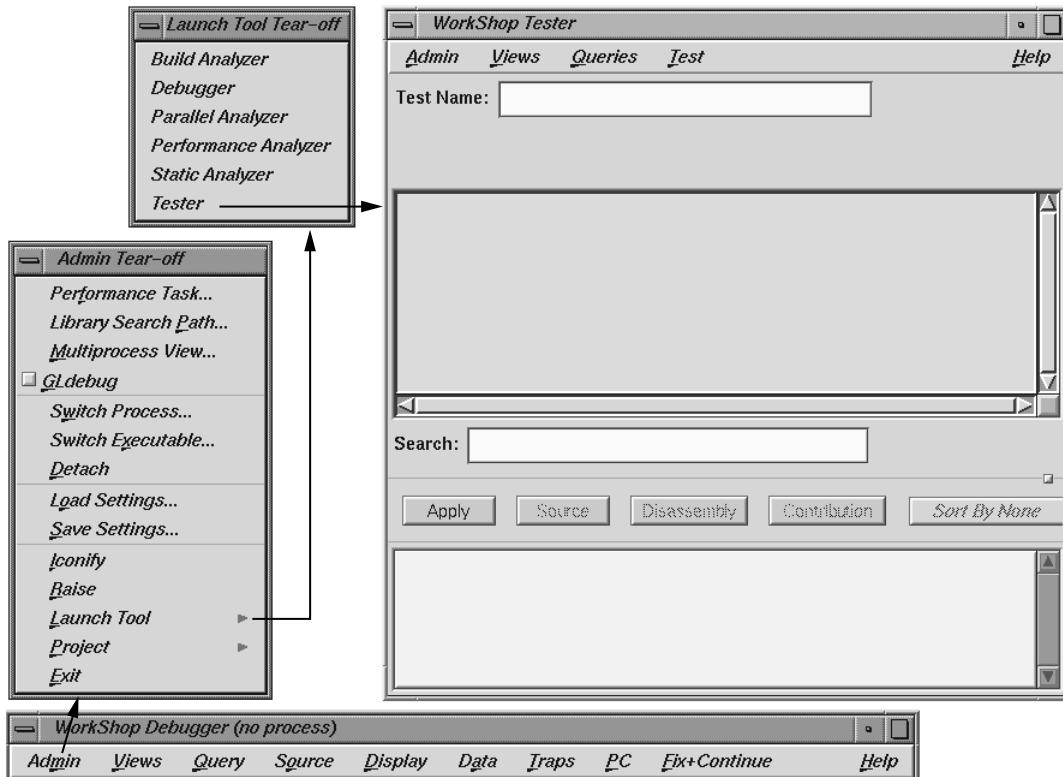 Launch Tool Tear-off
Build Analyzer
Debugger
Parallel Analyzer
Performance Analyzer
Static Analyzer
Tester
WorkShop Tester
Admin Views Queries Test Help
Test Name:
Search:
Apply Source Disassembly Contribution Sort By None
Admin Tear-off
Performance Task...
Library Search Path...
Multiprocess View...
GLdebug
Switch Process...
Switch Executable...
Detach
Load Settings...
Save Settings...
Iconify
Raise
Launch Tool
Project
Exit
WorkShop Debugger (no process)
Admin Views Query Source Display Data Traps PC Fix+Continue Help